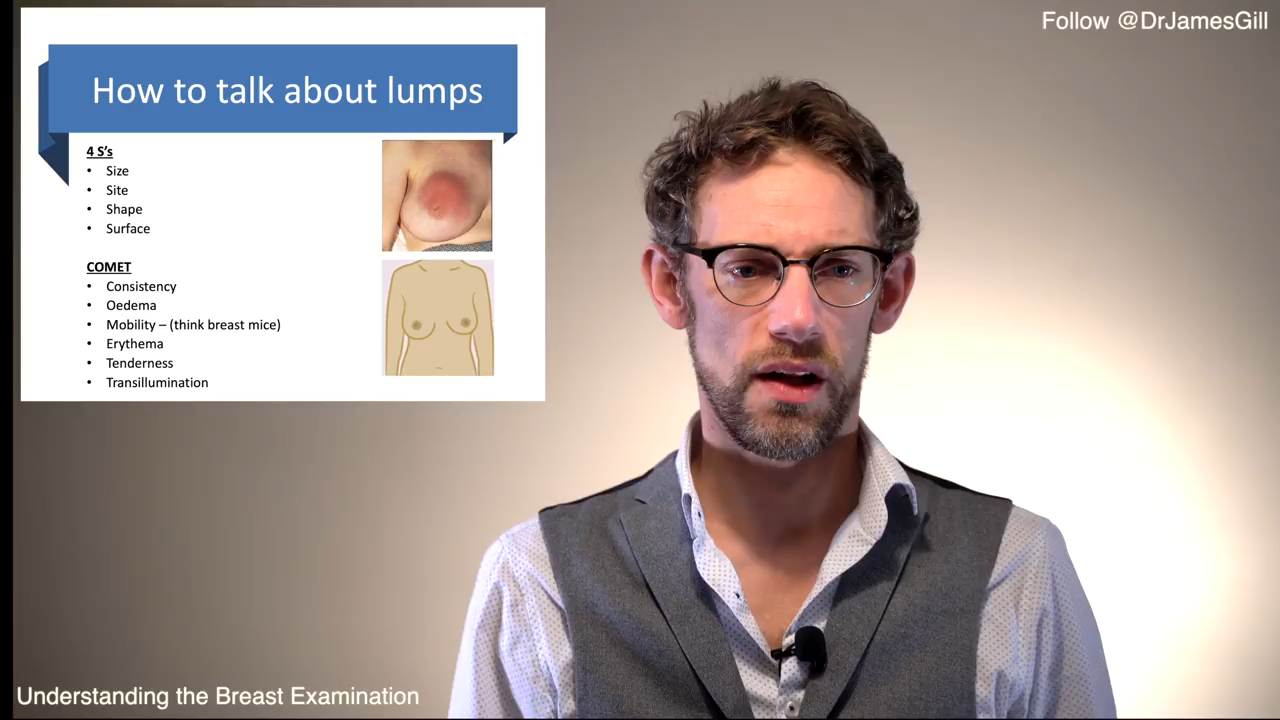 Follow @DrJamesGill
How to talk about lumps
4 S's
• Size
• Site
• Shape
• Surface
COMET
• Consistency
• Oedema
• Mobility – (think breast mice)
• Erythema
• Tenderness
• Transillumination
Understanding the Breast Examination